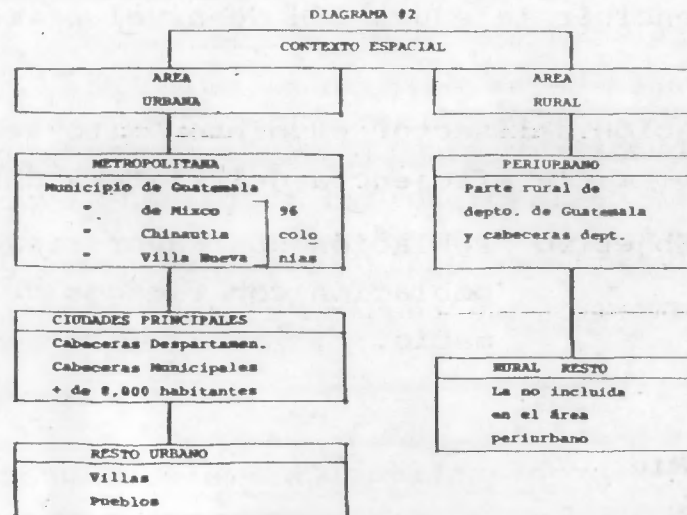 DIAGRAMA #2
CONTEXTO ESPACIAL
AREA
URBANA
AREA
RURAL
METROPOLITANA
Municipio de Guatemala
" de Mixco
" Chinautla
" Villa Nueva
96
colo
nias
PERIURBANO
Parte rural de
depto. de Guatemala
y cabeceras dept.
CIUDADES PRINCIPALES
Cabeceras Despartamen.
Cabeceras Municipales
+ de 8,000 habitantes
RURAL RESTO
La no incluida
en el área
periurbano
RESTO URBANO
Villas
Pueblos